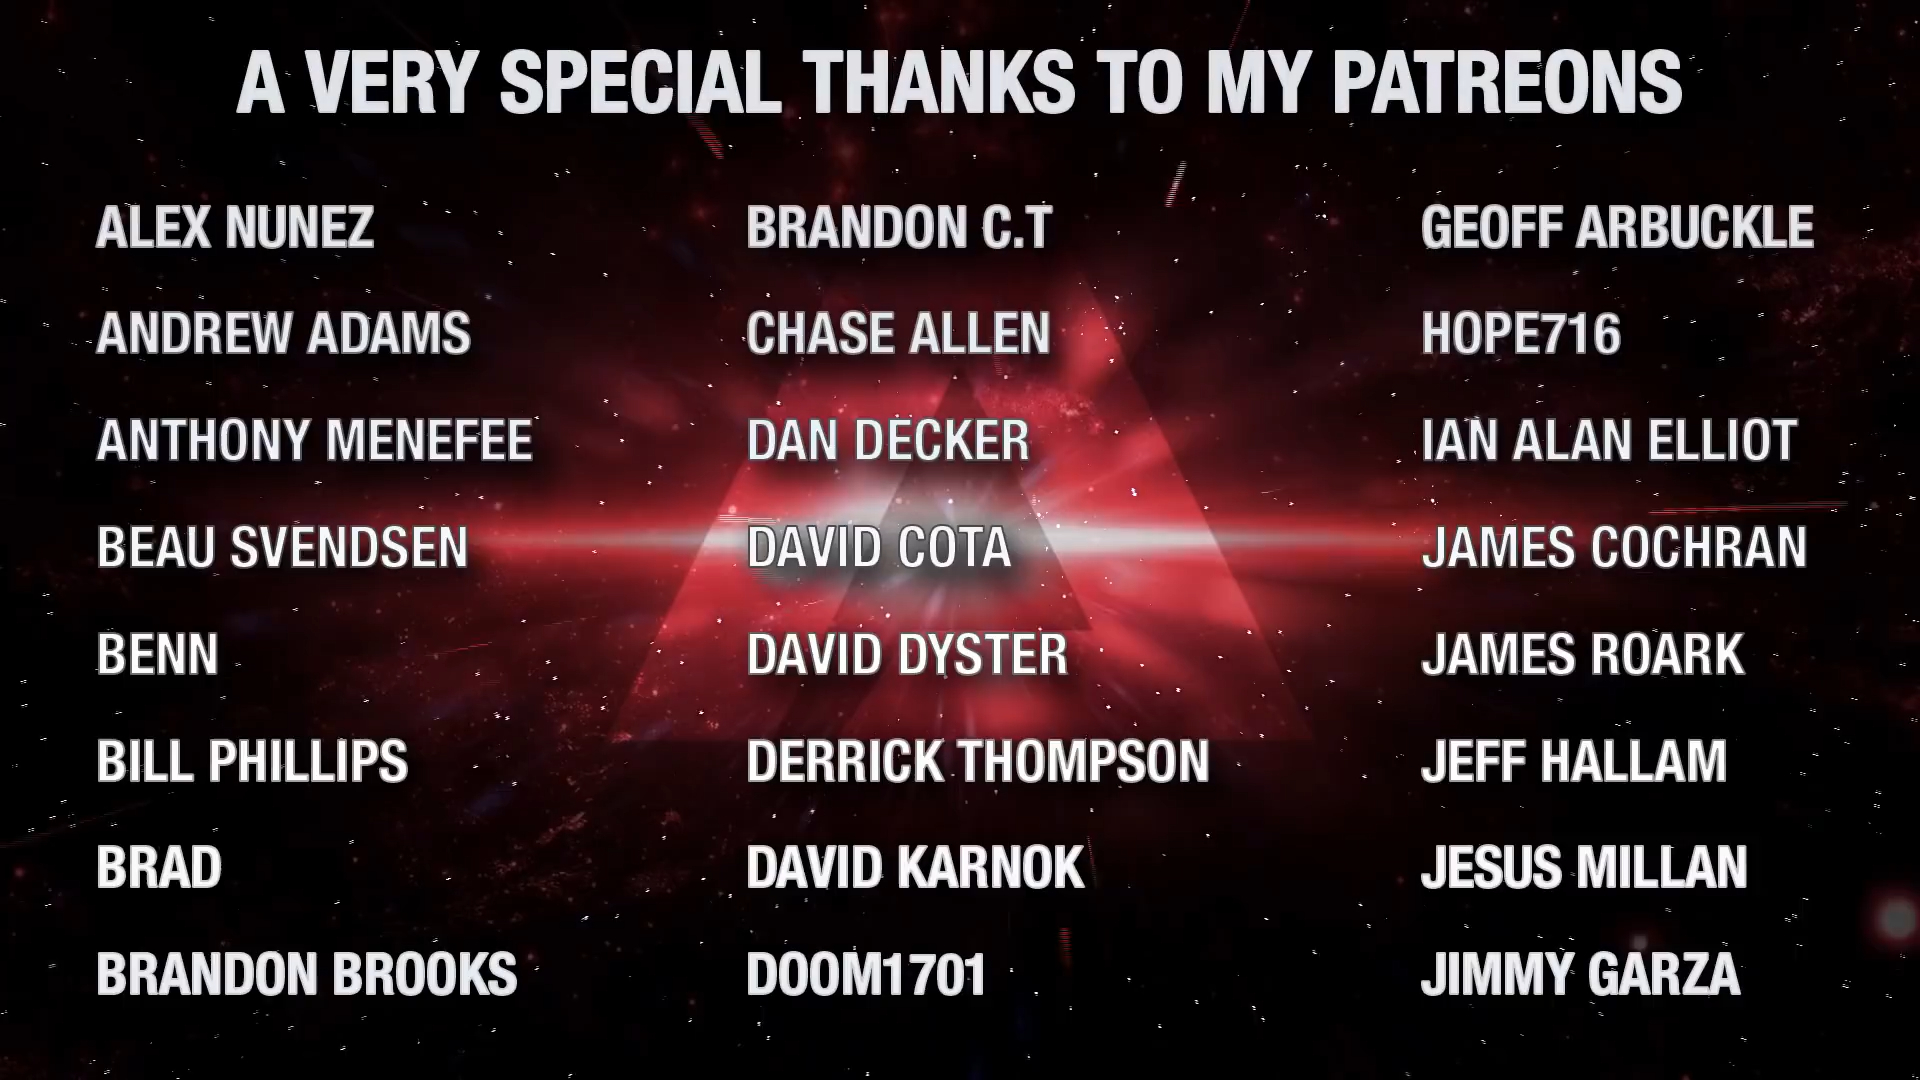 A VERY SPECIAL THANKS TO MY PATREONS
ALEX NUNEZ
ANDREW ADAMS
ANTHONY MENEFEE
BEAU SVENDSEN
BENN
BILL PHILLIPS
BRAD
BRANDON BROOKS
BRANDON C.T
CHASE ALLEN
DAN DECKER
DAVID COTA
DAVID DYSTER
DERRICK THOMPSON
DAVID KARNOK
DOOM1701
GEOFF ARBUCKLE
HOPE716
IAN ALAN ELLIOT
JAMES COCHRAN
JAMES ROARK
JEFF HALLAM
JESUS MILLAN
JIMMY GARZA